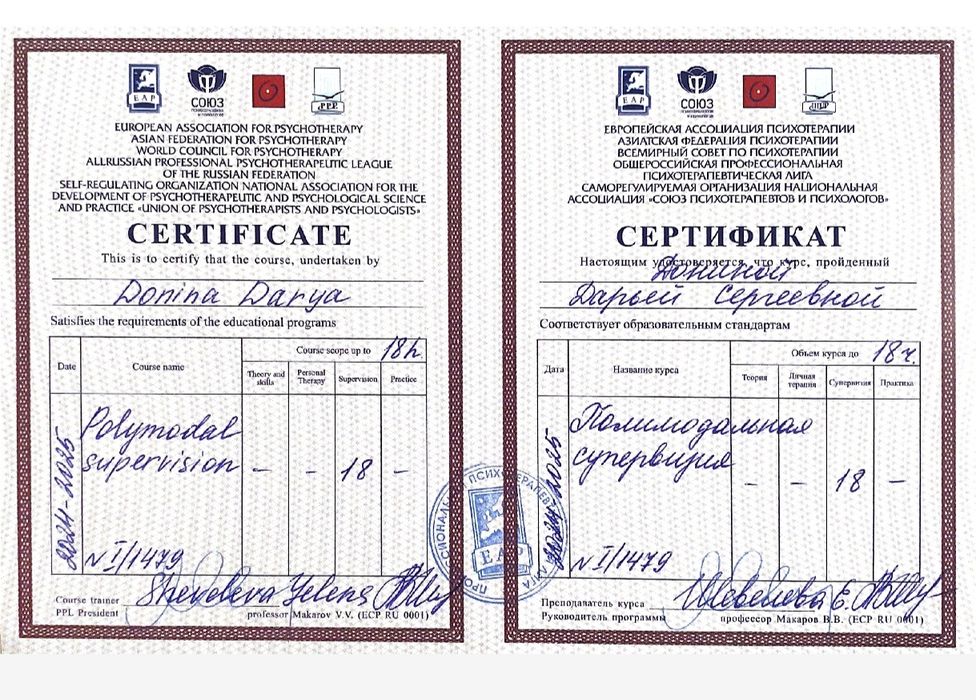 EAP
СОЮЗ
PPL
EUROPEAN ASSOCIATION FOR PSYCHOTHERAPY
ASIAN FEDERATION FOR PSYCHOTHERAPY
WORLD COUNCIL FOR PSYCHOTHERAPY
ALLRUSSIAN PROFESSIONAL PSYCHOTHERAPEUTIC LEAGUE
OF THE RUSSIAN FEDERATION
SELF-REGULATING ORGANIZATION NATIONAL ASSOCIATION FOR THE
DEVELOPMENT OF PSYCHOTHERAPEUTIC AND PSYCHOLOGICAL SCIENCE
AND PRACTICE «UNION OF PSYCHOTHERAPISTS AND PSYCHOLOGISTS»
CERTIFICATE
This is to certify that the course, undertaken by
Donina Darya
Satisfies the requirements of the educational programs
Date
Course name
Course scope up to 18h.
Theory and skills
Personal Therapy
Supervision
Practice
2024-2025
Polymodal
supervision – – 18 –
N I/1479
Course trainer Sheveleva Yelena
PPL President professor Makarov V.V. (ECP RU 0001)
EAP
СОЮЗ
ППЛ
ЕВРОПЕЙСКАЯ АССОЦИАЦИЯ ПСИХОТЕРАПИИ
АЗИАТСКАЯ ФЕДЕРАЦИЯ ПСИХОТЕРАПИИ
ВСЕМИРНЫЙ СОВЕТ ПО ПСИХОТЕРАПИИ
ОБЩЕРОССИЙСКАЯ ПРОФЕССИОНАЛЬНАЯ
ПСИХОТЕРАПЕВТИЧЕСКАЯ ЛИГА
САМОРЕГУЛИРУЕМАЯ ОРГАНИЗАЦИЯ НАЦИОНАЛЬНАЯ
АССОЦИАЦИЯ «СОЮЗ ПСИХОТЕРАПЕВТОВ И ПСИХОЛОГОВ»
СЕРТИФИКАТ
Настоящим удостоверяется, что курс, пройденный
Дониной
Дарьей Сергеевной
Соответствует образовательным стандартам
Дата
Название курса
Объем курса до 18ч.
Теория
Личная терапия
Супервизия
Практика
2024-2025
Полимодальная
супервизия – – 18 –
N I/1479
Преподаватель курса Шевелева Е.
Руководитель программы профессор Макаров В.В. (ECP RU 0001)
EAP